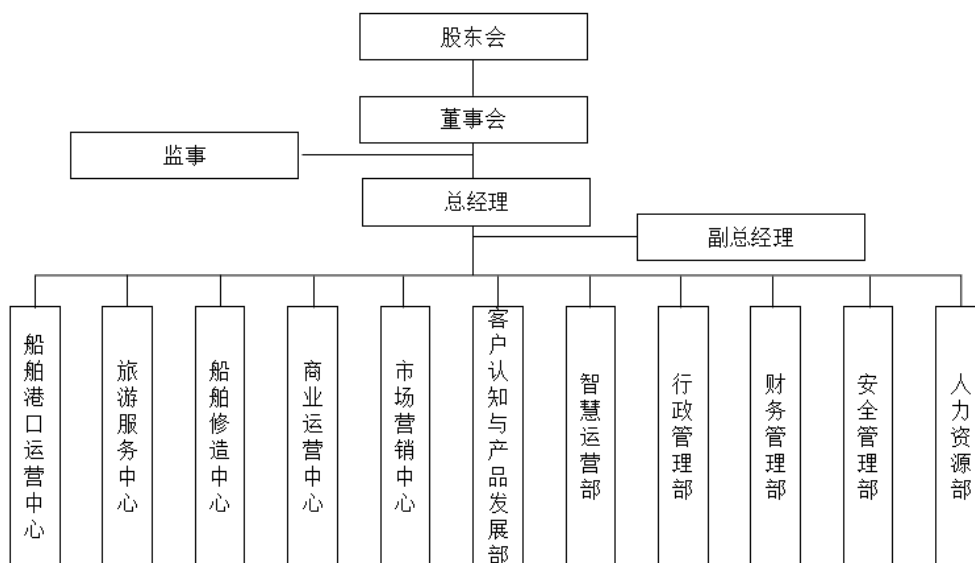 股东会
董事会
监事
总经理
副总经理
船舶港口运营中心
旅游服务中心
船舶修造中心
商业运营中心
市场营销中心
客户认知与产品发展部
智慧运营部
行政管理部
财务管理部
安全管理部
人力资源部